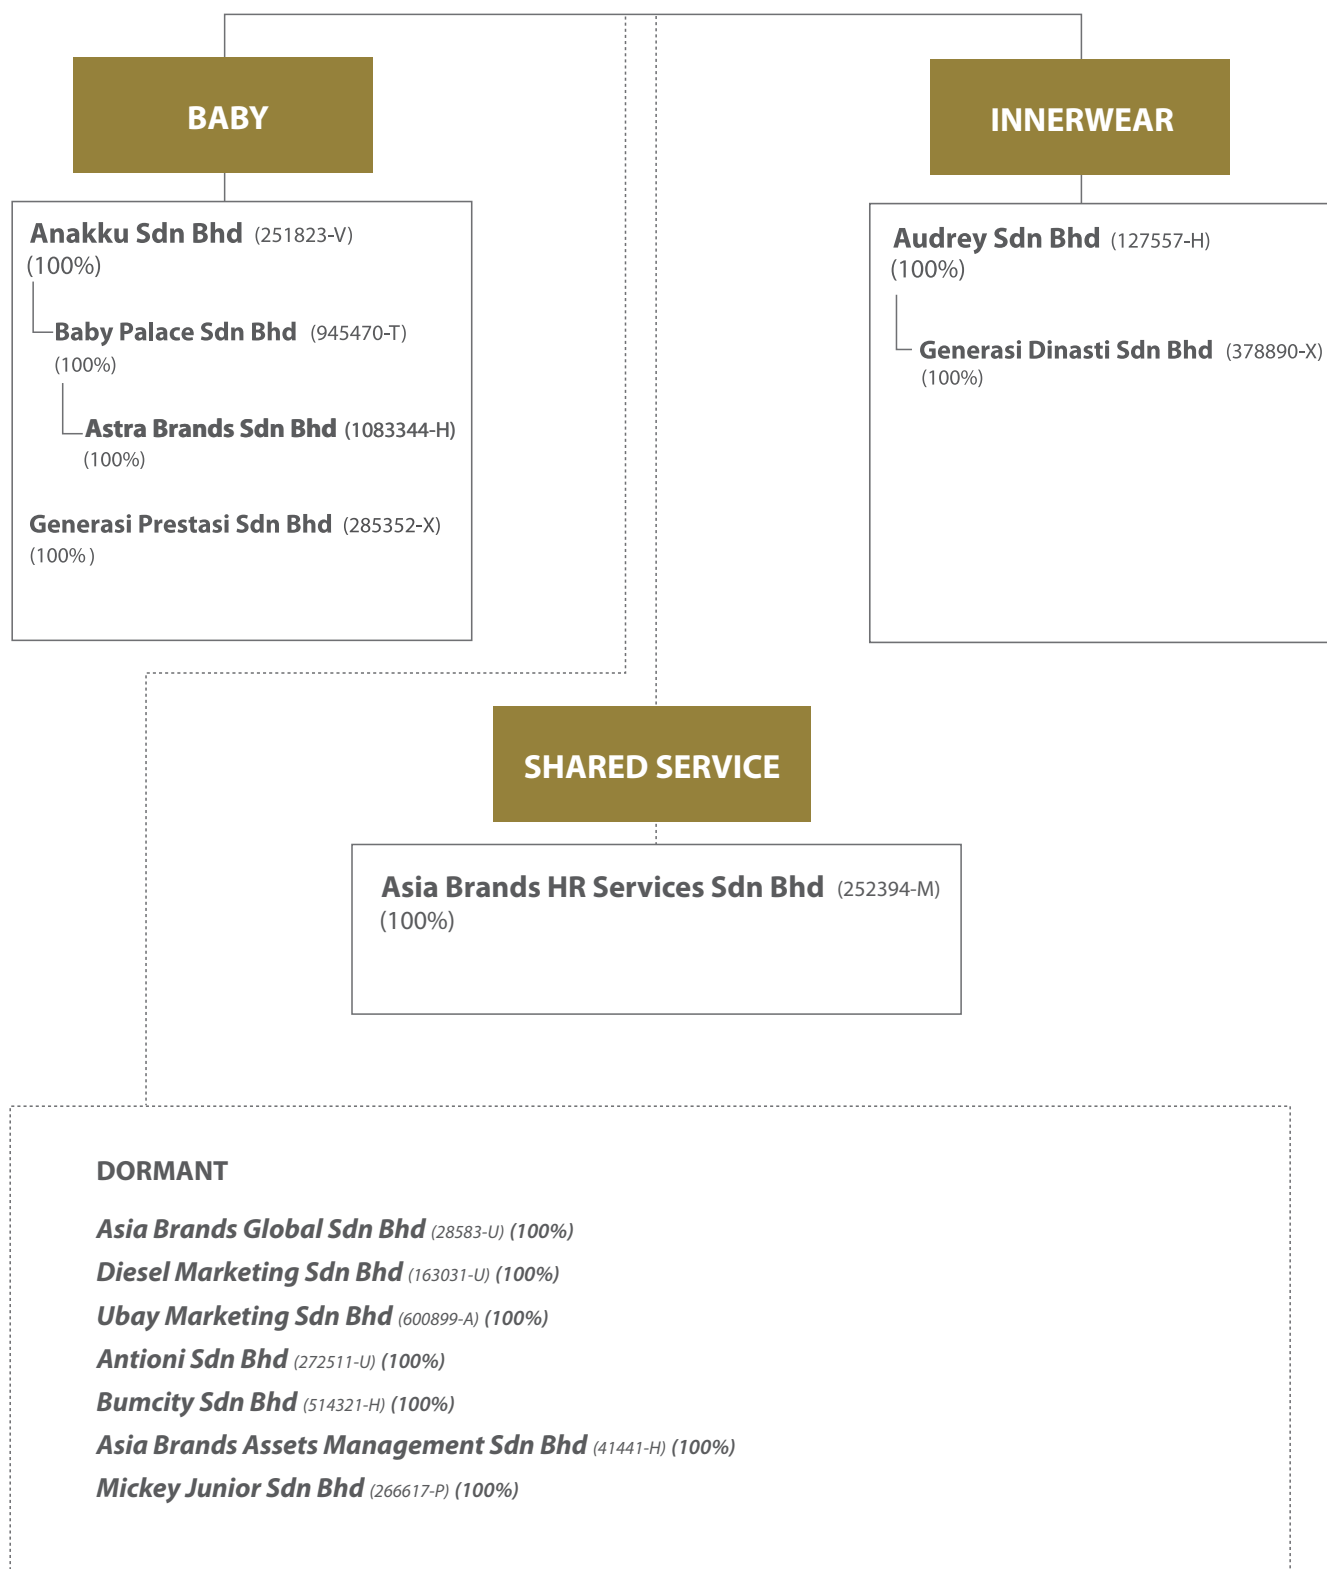 BABY
INNERWEAR
Anakku Sdn Bhd (251823-V)
(100%)
Baby Palace Sdn Bhd (945470-T)
(100%)
Astra Brands Sdn Bhd (1083344-H)
(100%)
Generasi Prestasi Sdn Bhd (285352-X)
(100% )
Audrey Sdn Bhd (127557-H)
(100%)
Generasi Dinasti Sdn Bhd (378890-X)
(100%)
SHARED SERVICE
Asia Brands HR Services Sdn Bhd (252394-M)
(100%)
DORMANT
Asia Brands Global Sdn Bhd (28583-U) (100%)
Diesel Marketing Sdn Bhd (163031-U) (100%)
Ubay Marketing Sdn Bhd (600899-A) (100%)
Antioni Sdn Bhd (272511-U) (100%)
Bumcity Sdn Bhd (514321-H) (100%)
Asia Brands Assets Management Sdn Bhd (41441-H) (100%)
Mickey Junior Sdn Bhd (266617-P) (100%)